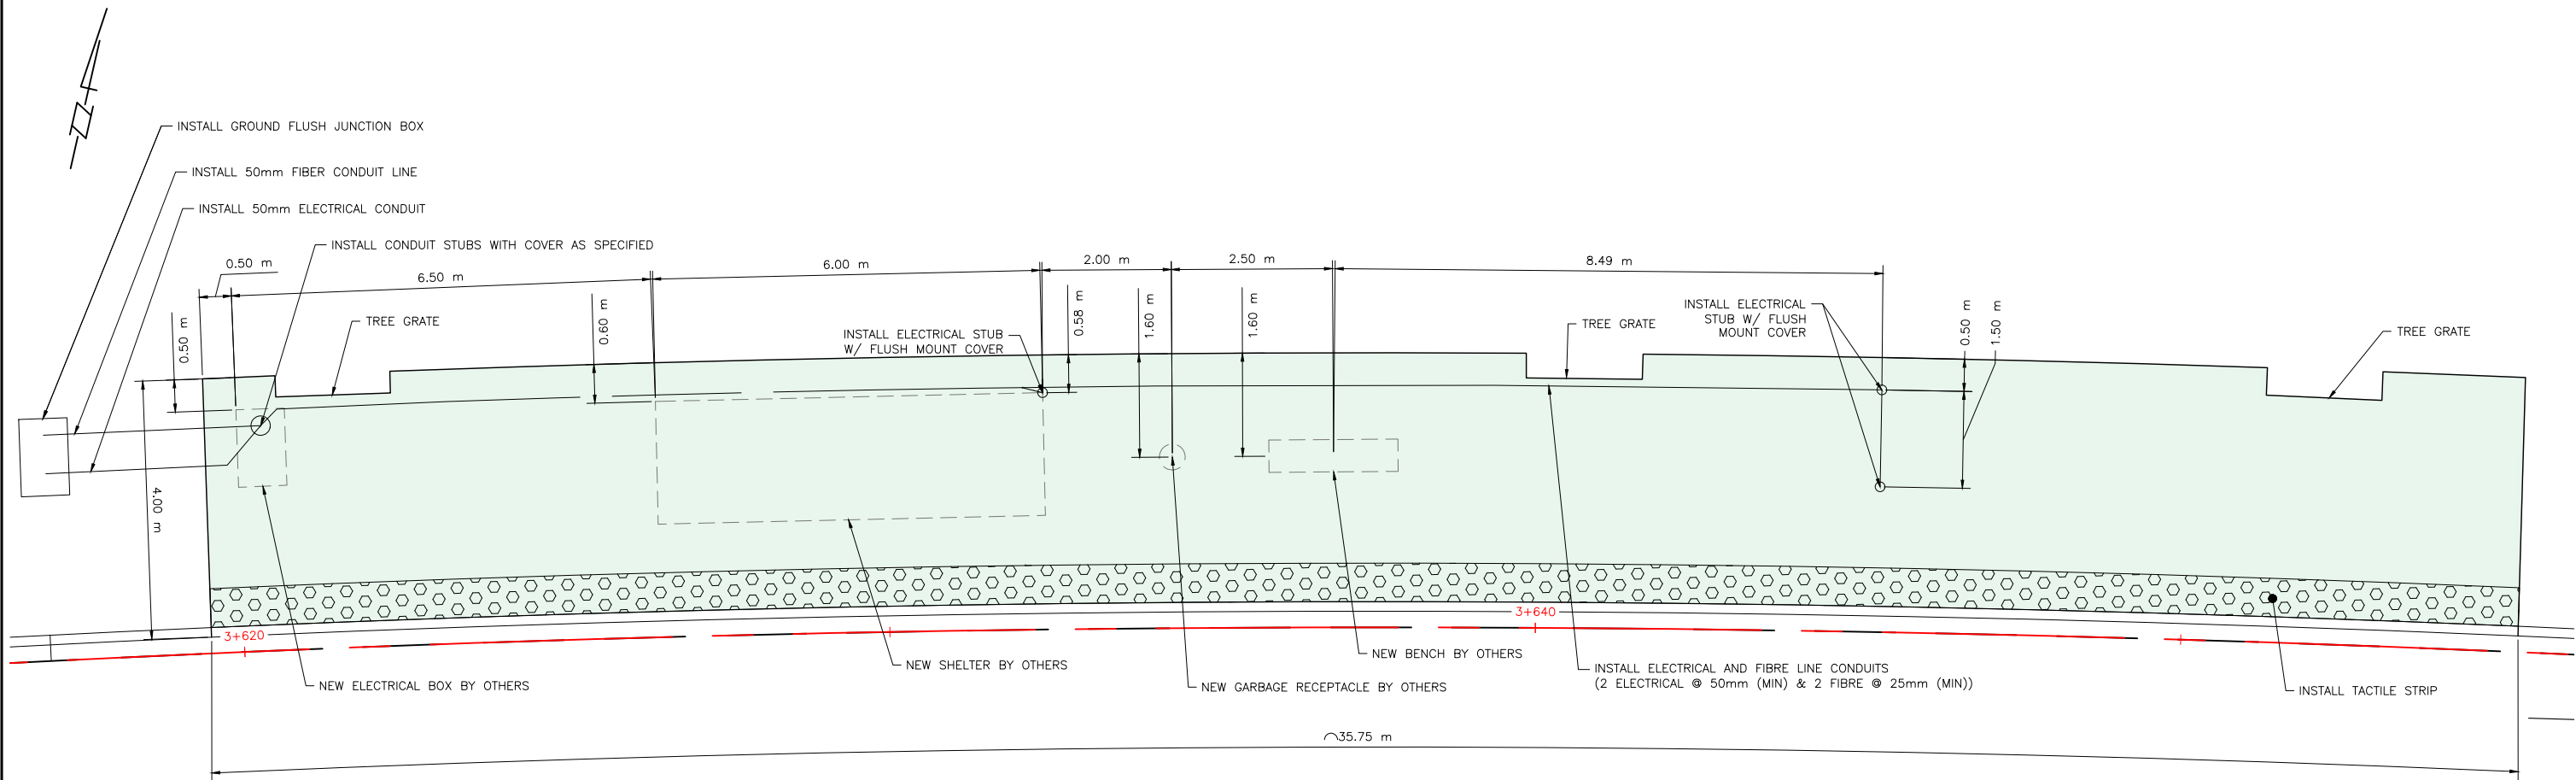 INSTALL GROUND FLUSH JUNCTION BOX
INSTALL 50mm FIBER CONDUIT LINE
INSTALL 50mm ELECTRICAL CONDUIT
INSTALL CONDUIT STUBS WITH COVER AS SPECIFIED
0.50 m
6.50 m
6.00 m
2.00 m
2.50 m
8.49 m
0.50 m
TREE GRATE
0.60 m
INSTALL ELECTRICAL STUB
W/ FLUSH MOUNT COVER
0.58 m
1.60 m
1.60 m
TREE GRATE
INSTALL ELECTRICAL
STUB W/ FLUSH
MOUNT COVER
0.50 m
1.50 m
TREE GRATE
4.00 m
3+620
3+640
NEW ELECTRICAL BOX BY OTHERS
NEW SHELTER BY OTHERS
NEW GARBAGE RECEPTACLE BY OTHERS
NEW BENCH BY OTHERS
INSTALL ELECTRICAL AND FIBRE LINE CONDUITS
(2 ELECTRICAL @ 50mm (MIN) & 2 FIBRE @ 25mm (MIN))
INSTALL TACTILE STRIP
35.75 m
N